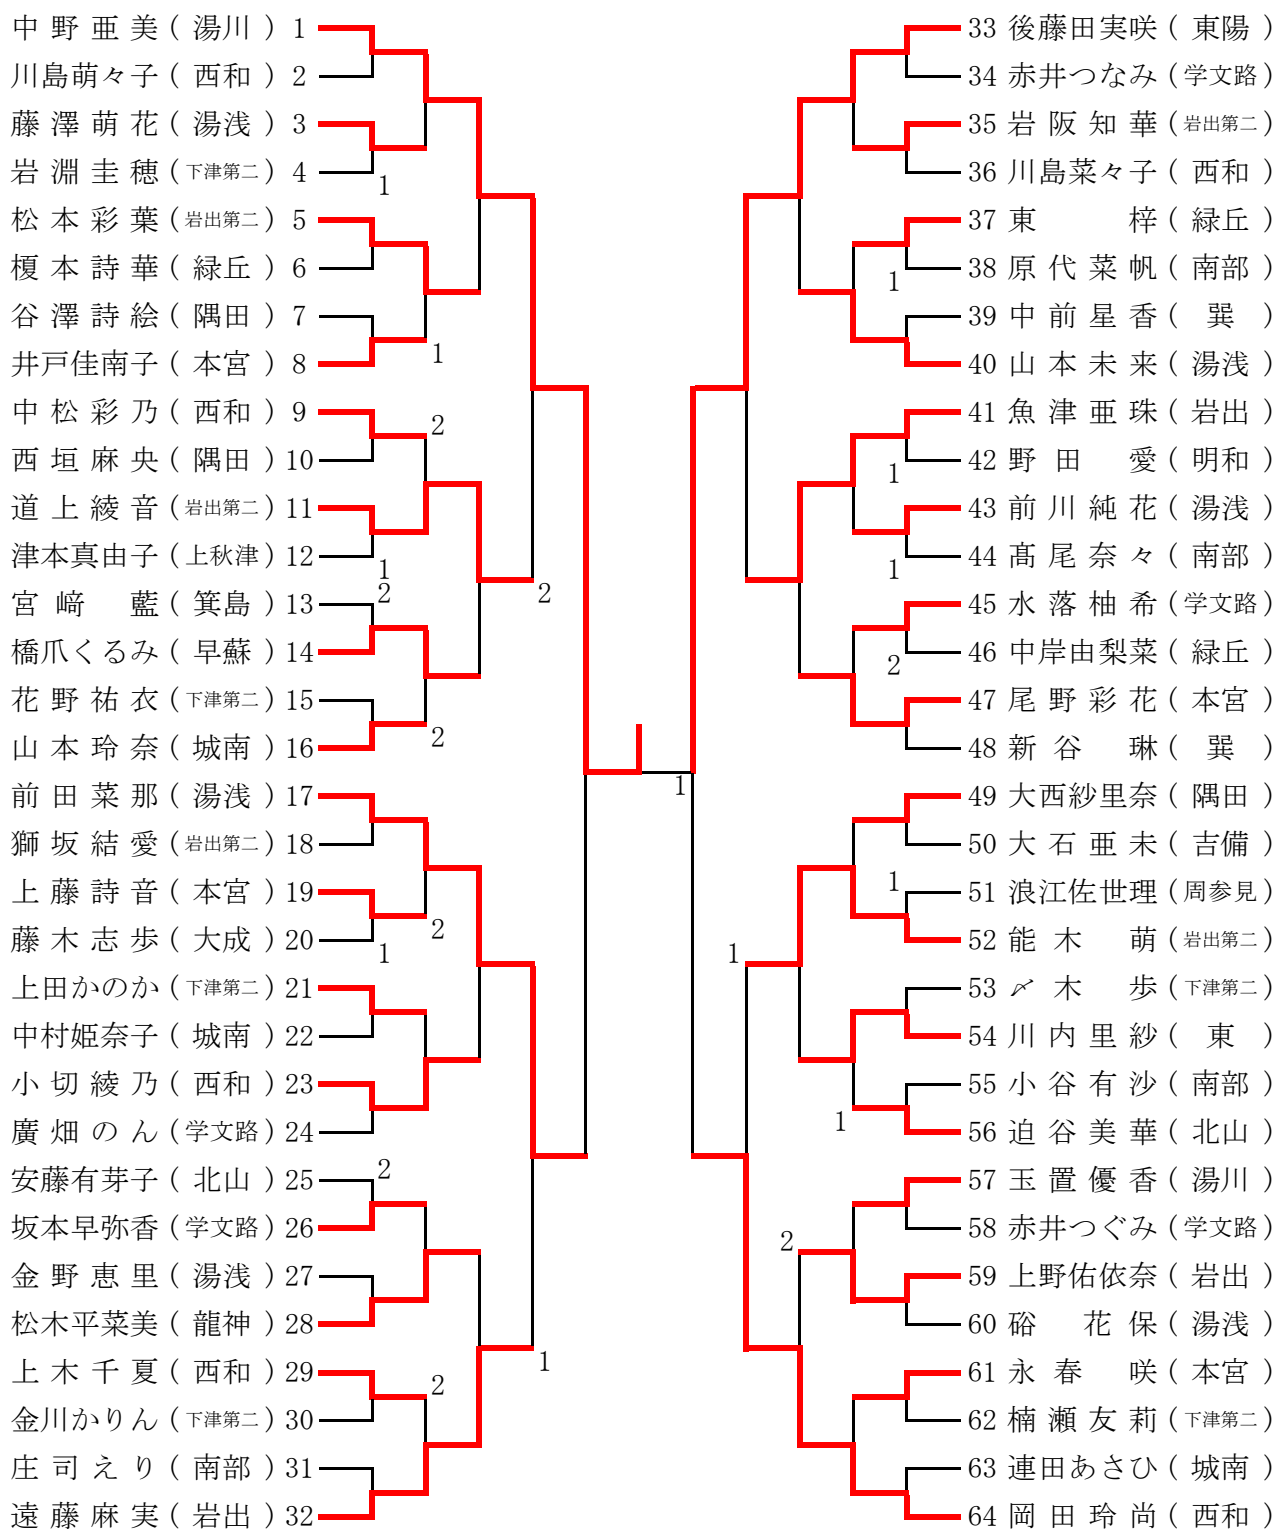 中野亜美(湯川) 1
川島萌々子(西和) 2
藤澤萌花(湯浅) 3
岩淵圭穂(下津第二) 4
1
松本彩葉(岩出第二) 5
榎本詩華(緑丘) 6
谷澤詩絵(隅田) 7
井戸佳南子(本宮) 8
1
中松彩乃(西和) 9
2
西垣麻央(隅田) 10
道上綾音(岩出第二) 11
津本真由子(上秋津) 12
1
2
宮﨑藍(箕島) 13
2
橋爪くるみ(早蘇) 14
花野祐衣(下津第二) 15
山本玲奈(城南) 16
2
前田菜那(湯浅) 17
獅坂結愛(岩出第二) 18
上藤詩音(本宮) 19
藤木志歩(大成) 20
2
1
上田かのか(下津第二) 21
中村姫奈子(城南) 22
小切綾乃(西和) 23
廣畑のん(学文路) 24
安藤有芽子(北山) 25
2
坂本早弥香(学文路) 26
金野恵里(湯浅) 27
松木平菜美(龍神) 28
1
上木千夏(西和) 29
2
金川かりん(下津第二) 30
庄司えり(南部) 31
遠藤麻実(岩出) 32
1
33 後藤田実咲(東陽)
34 赤井つなみ(学文路)
35 岩阪知華(岩出第二)
36 川島菜々子(西和)
37 東梓(緑丘)
38 原代菜帆(南部)
1
39 中前星香(巽)
40 山本未来(湯浅)
41 魚津亜珠(岩出)
42 野田愛(明和)
1
43 前川純花(湯浅)
44 髙尾奈々(南部)
1
45 水落柚希(学文路)
46 中岸由梨菜(緑丘)
2
47 尾野彩花(本宮)
48 新谷琳(巽)
49 大西紗里奈(隅田)
50 大石亜未(吉備)
1
51 浪江佐世理(周参見)
52 能木萌(岩出第二)
1
53 〆木歩(下津第二)
54 川内里紗(東)
55 小谷有沙(南部)
1
56 迫谷美華(北山)
57 玉置優香(湯川)
58 赤井つぐみ(学文路)
2
59 上野佑依奈(岩出)
60 硲花保(湯浅)
61 永春咲(本宮)
62 楠瀬友莉(下津第二)
63 連田あさひ(城南)
64 岡田玲尚(西和)